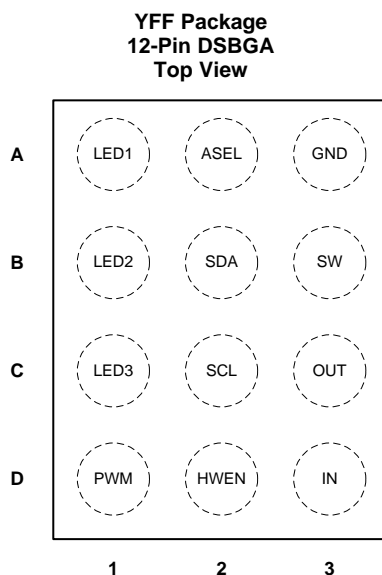 YFF Package
12-Pin DSBGA
Top View
A LED1 ASEL GND
B LED2 SDA SW
C LED3 SCL OUT
D PWM HWEN IN
1 2 3